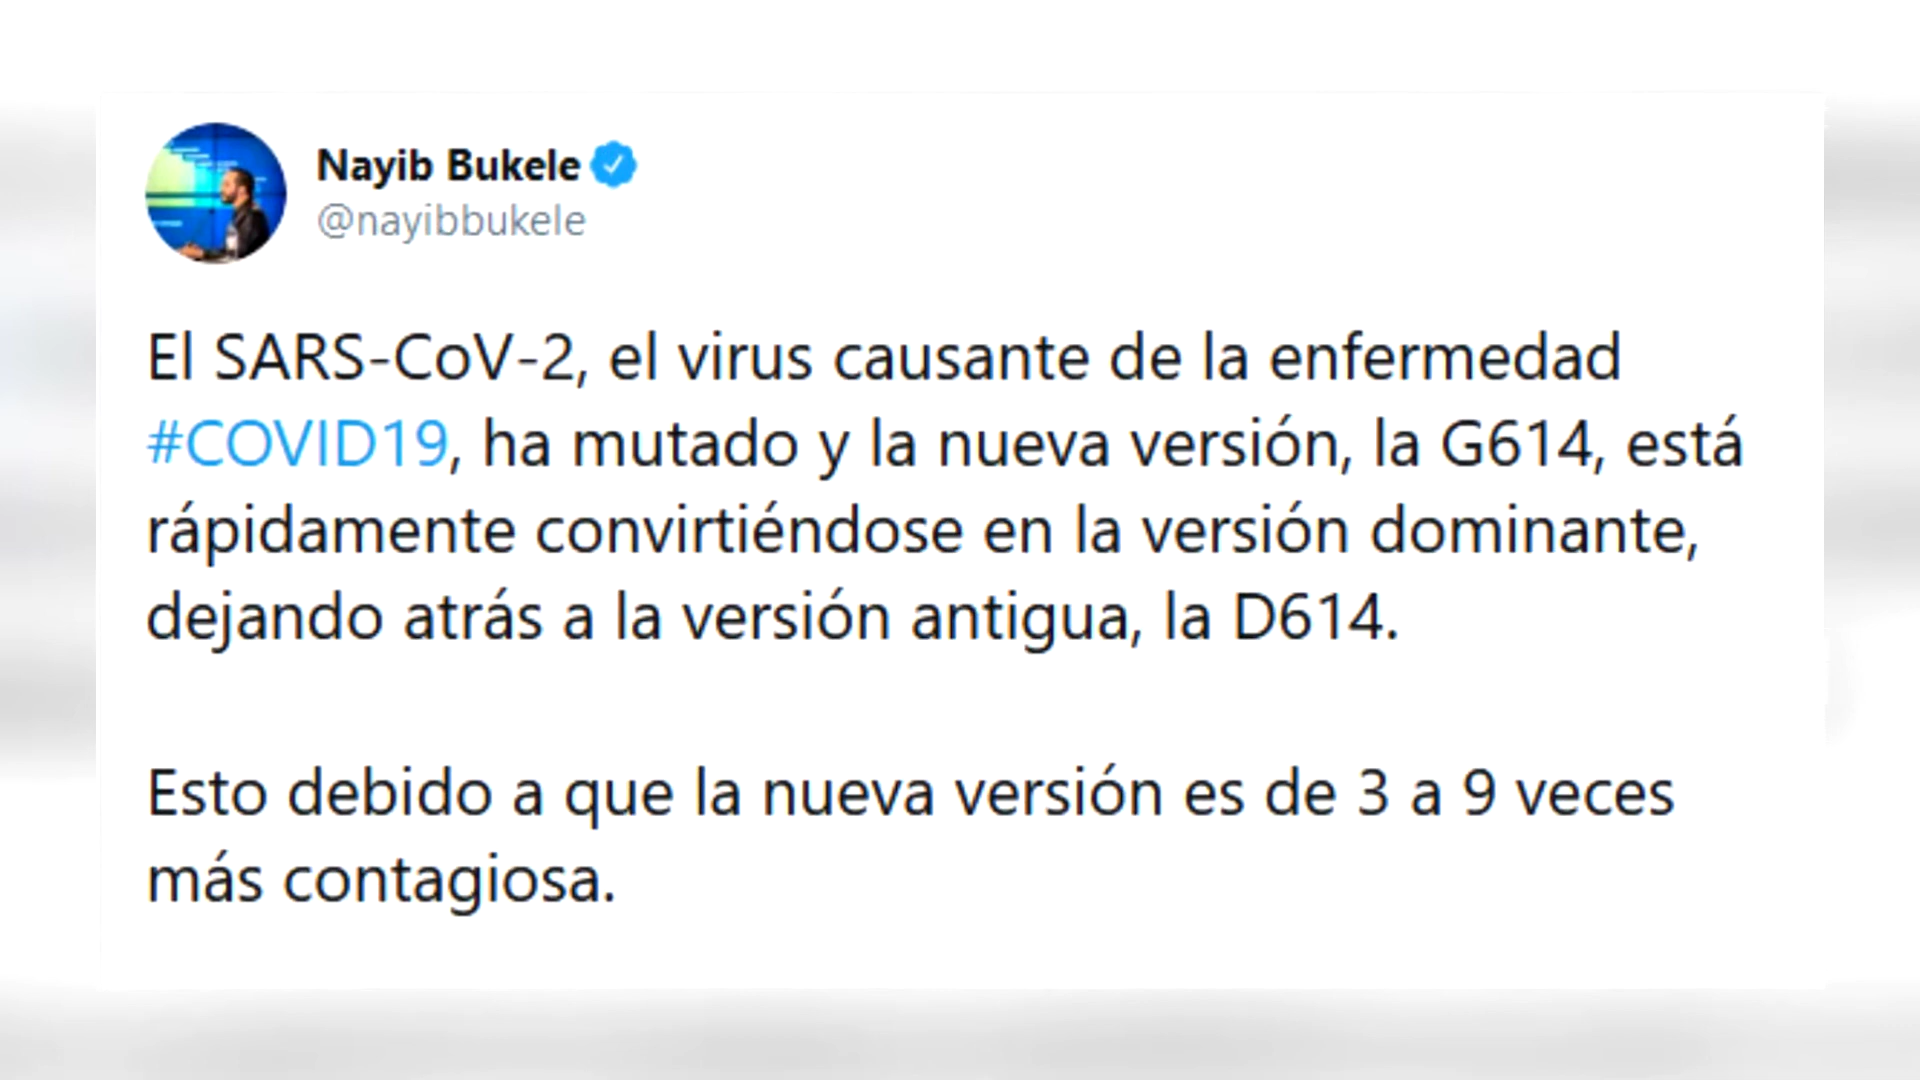 Nayib Bukele
@nayibbukele
El SARS-CoV-2, el virus causante de la enfermedad
#COVID19, ha mutado y la nueva versión, la G614, está
rápidamente convirtiéndose en la versión dominante,
dejando atrás a la versión antigua, la D614.
Esto debido a que la nueva versión es de 3 a 9 veces
más contagiosa.